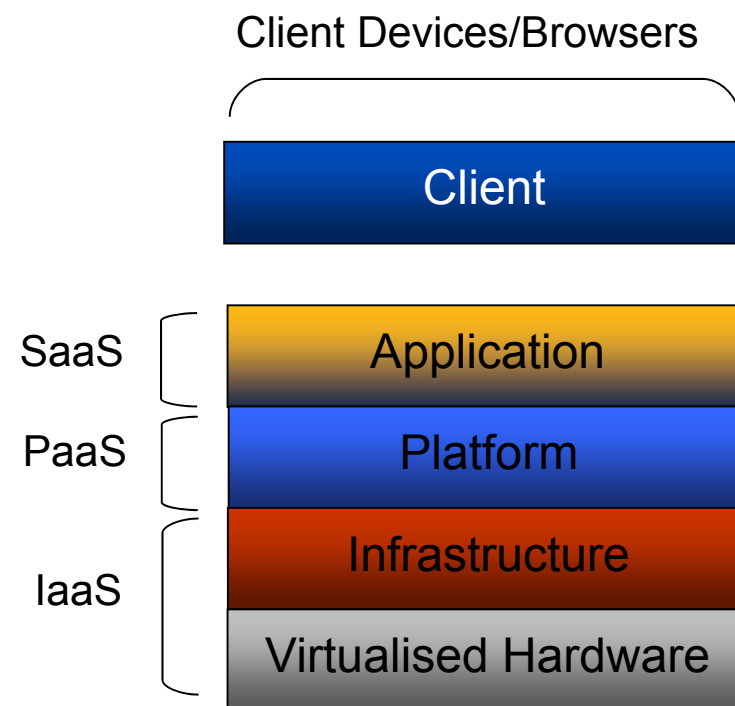 Client Devices/Browsers
Client
SaaS
Application
PaaS
Platform
Infrastructure
IaaS
Virtualised Hardware